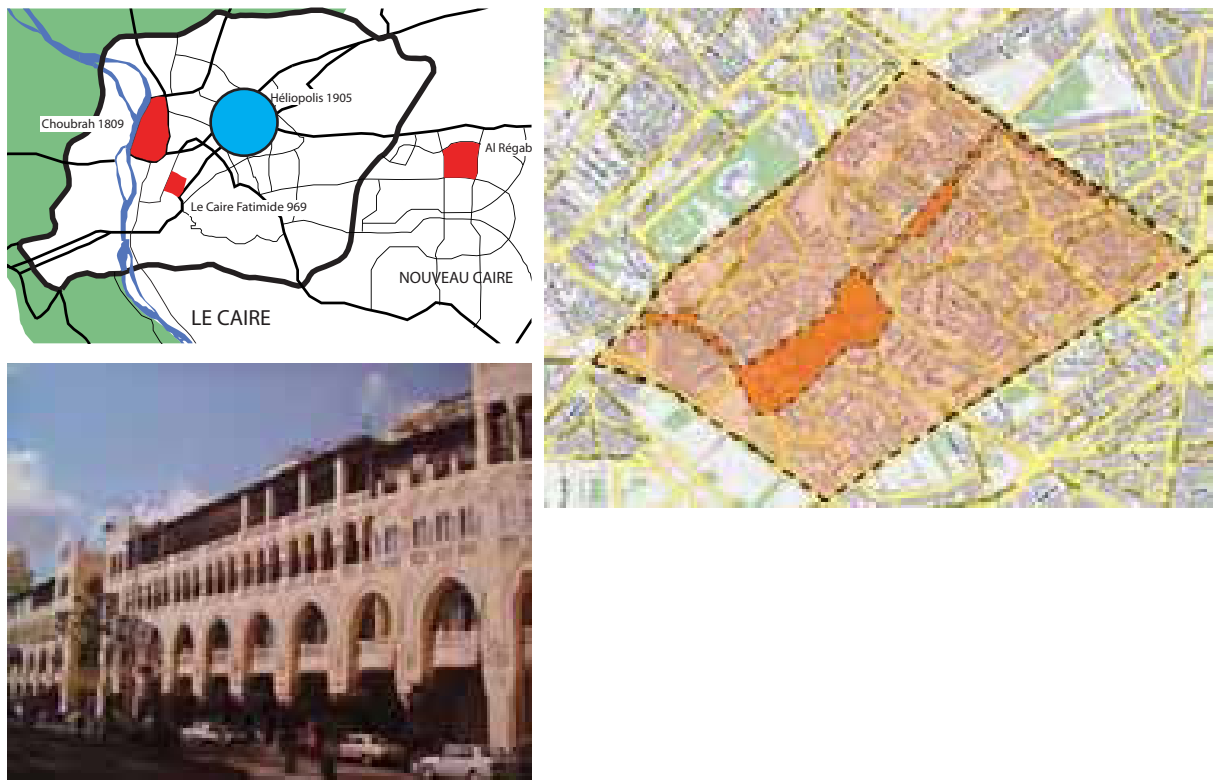 Héliopolis 1905
Choubrah 1809
Al Régab
Le Caire Fatimide 969
NOUVEAU CAIRE
LE CAIRE